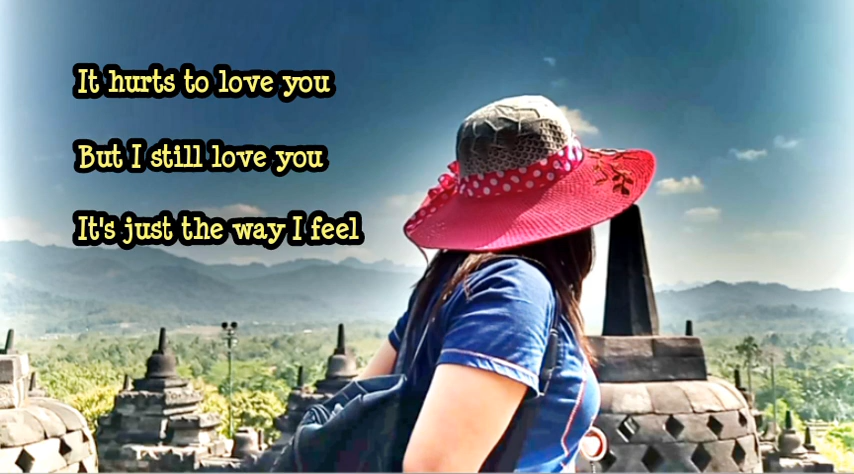 It hurts to love you
But I still love you
It's just the way I feel